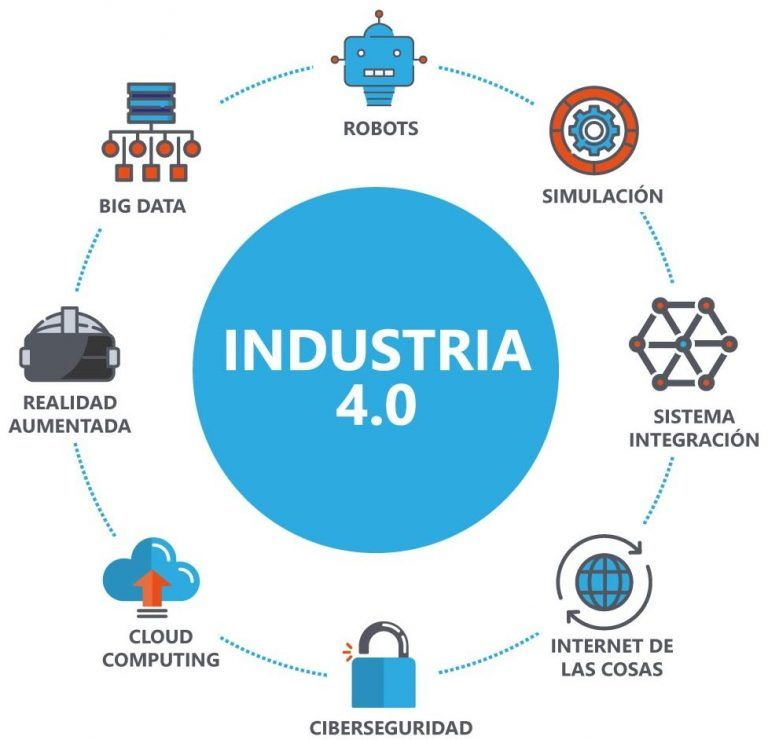 ROBOTS
SIMULACIÓN
SISTEMA
INTEGRACIÓN
INTERNET DE
LAS COSAS
CIBERSEGURIDAD
CLOUD
COMPUTING
REALIDAD
AUMENTADA
BIG DATA
INDUSTRIA
4.0